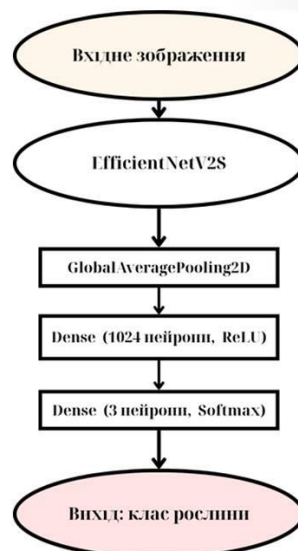 Вхідне зображення
EfficientNetV2S
GlobalAveragePooling2D
Dense (1024 нейрони, ReLU)
Dense (3 нейрони, Softmax)
Вихід: клас рослини